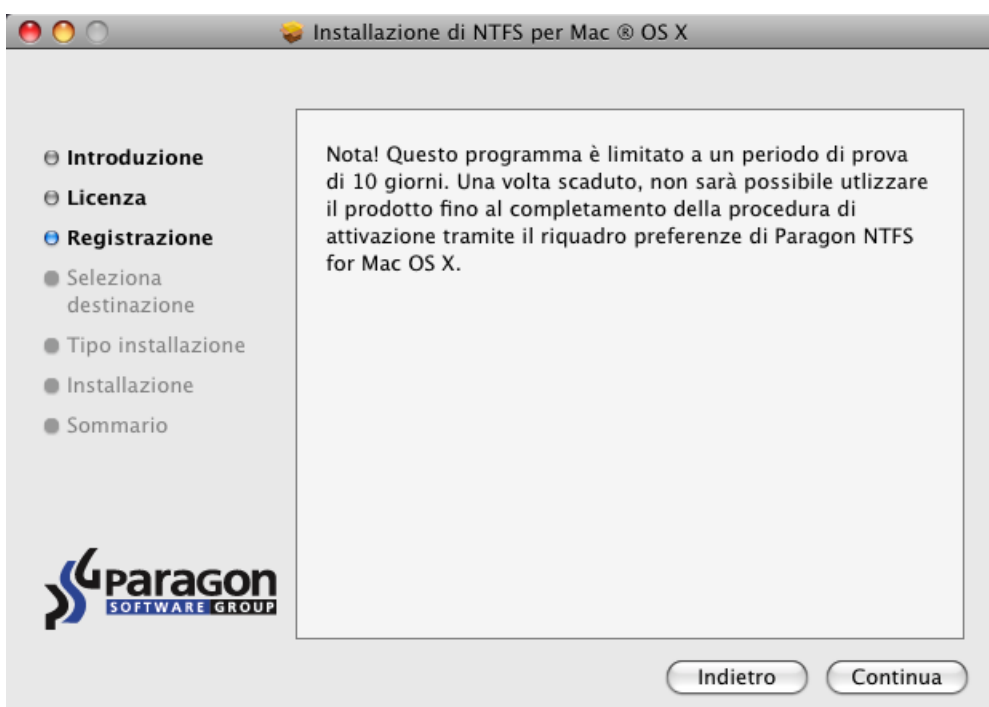 Installazione di NTFS per Mac ® OS X
Introduzione
Licenza
Registrazione
Seleziona
destinazione
Tipo installazione
Installazione
Sommario
Nota! Questo programma è limitato a un periodo di prova
di 10 giorni. Una volta scaduto, non sarà possibile utlizzare
il prodotto fino al completamento della procedura di
attivazione tramite il riquadro preferenze di Paragon NTFS
for Mac OS X.
Paragon
SOFTWARE GROUP
Indietro
Continua